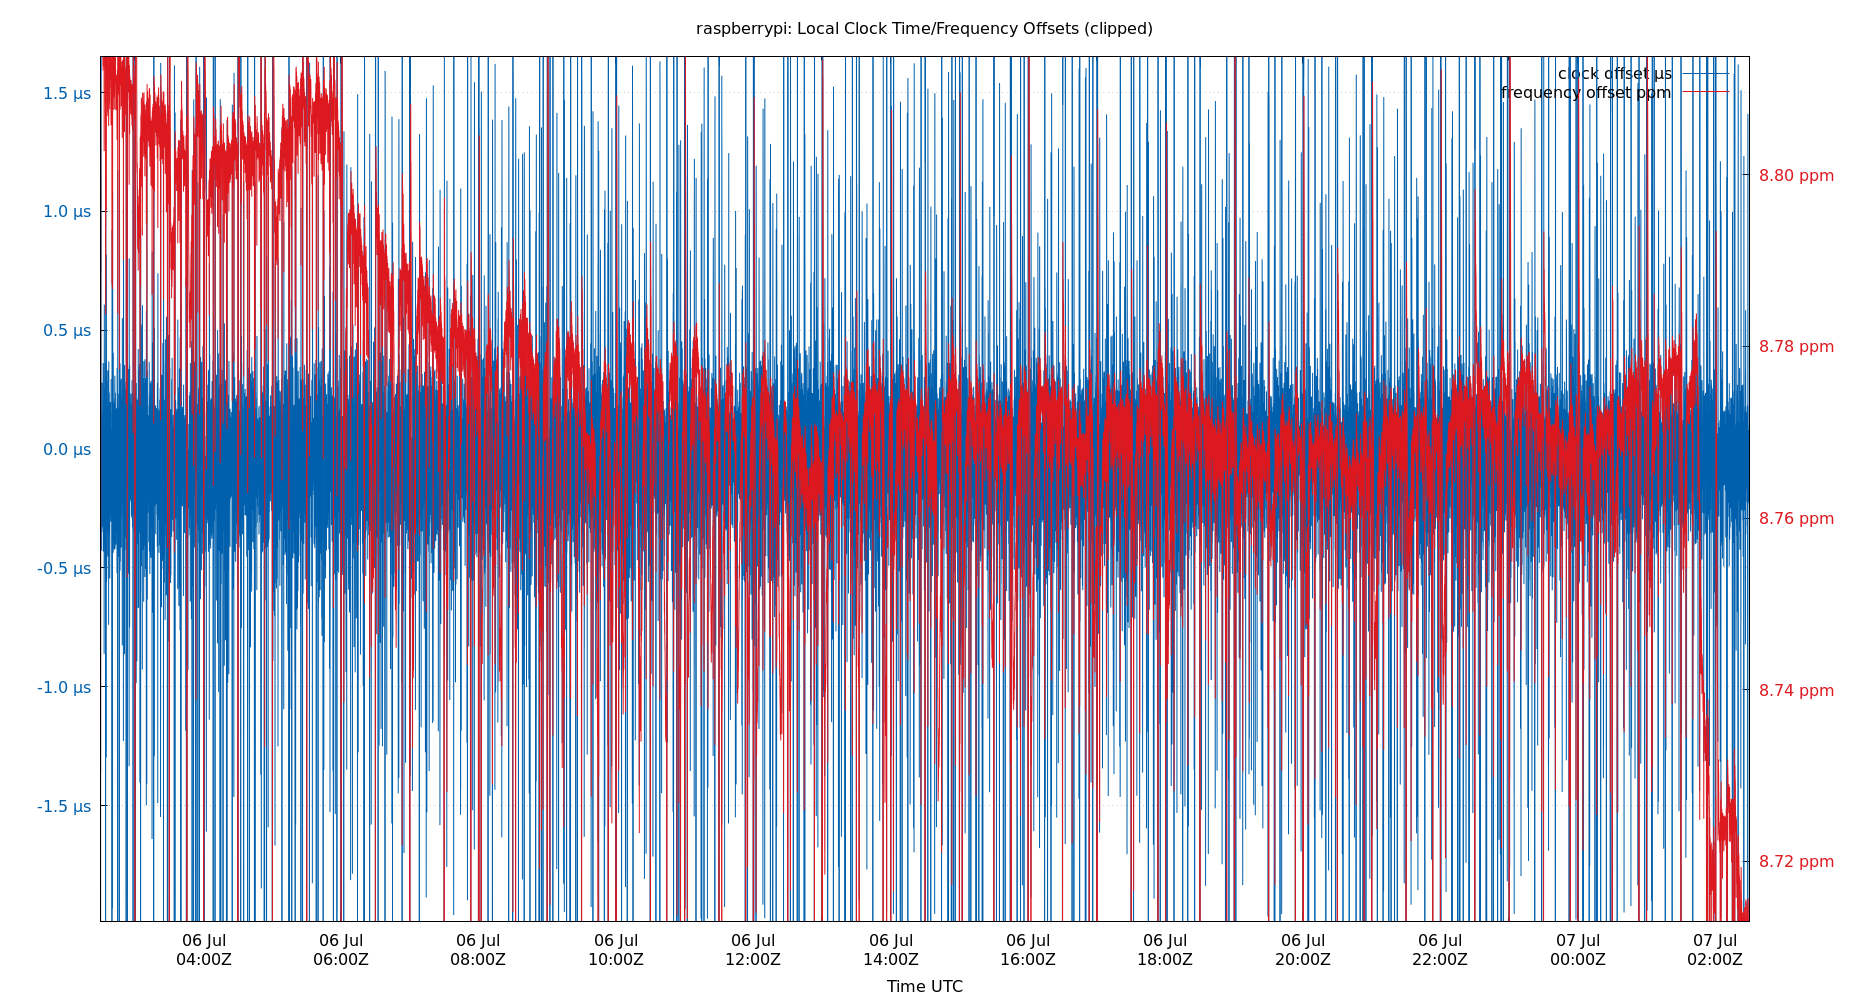 raspberrypi: Local Clock Time/Frequency Offsets (clipped)
clock offset µs
frequency offset ppm
1.5 µs
1.0 µs
0.5 µs
0.0 µs
-0.5 µs
-1.0 µs
-1.5 µs
8.80 ppm
8.78 ppm
8.76 ppm
8.74 ppm
8.72 ppm
06 Jul 06 Jul 06 Jul 06 Jul 06 Jul 06 Jul 06 Jul 06 Jul 06 Jul 06 Jul 07 Jul 07 Jul
04:00Z 06:00Z 08:00Z 10:00Z 12:00Z 14:00Z 16:00Z 18:00Z 20:00Z 22:00Z 00:00Z 02:00Z
Time UTC